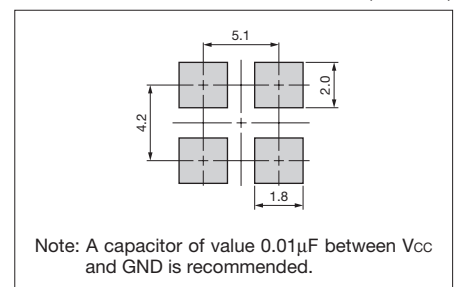 5.1
2.0
4.2
1.8
Note: A capacitor of value 0.01µF between Vcc
and GND is recommended.